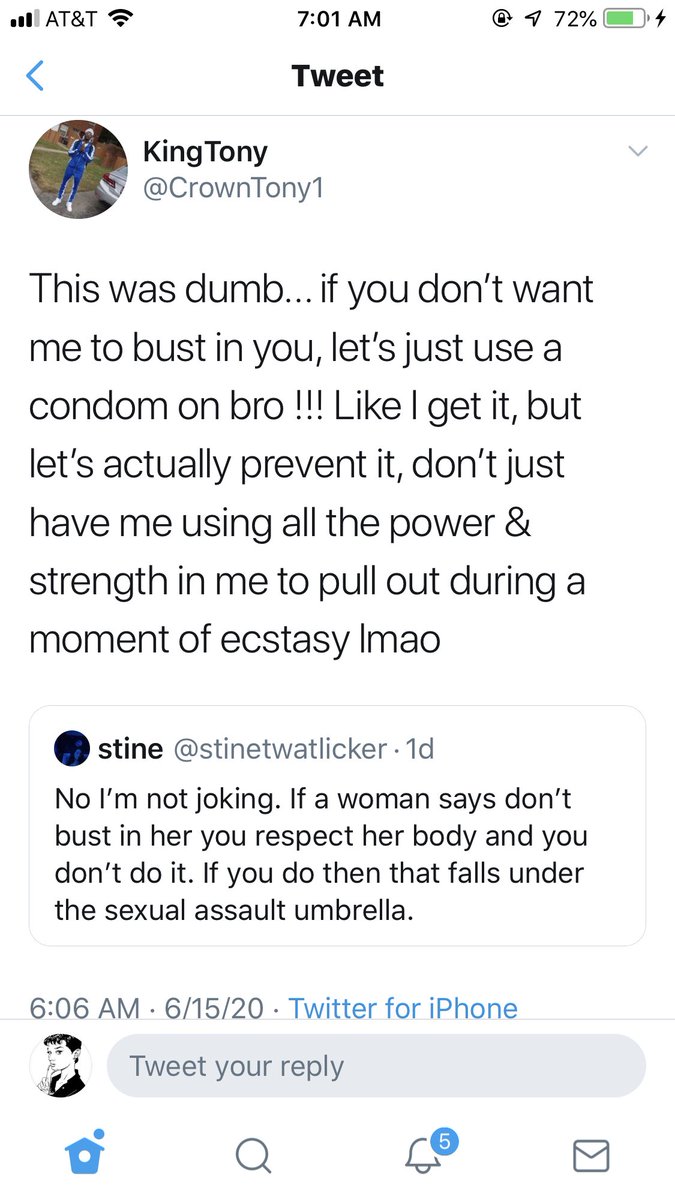 AT&T 7:01 AM 72%
Tweet
KingTony
@CrownTony1
This was dumb... if you don’t want
me to bust in you, let’s just use a
condom on bro !!! Like I get it, but
let’s actually prevent it, don’t just
have me using all the power &
strength in me to pull out during a
moment of ecstasy lmao
stine @stinetwatlicker · 1d
No I’m not joking. If a woman says don’t
bust in her you respect her body and you
don’t do it. If you do then that falls under
the sexual assault umbrella.
6:06 AM · 6/15/20 · Twitter for iPhone
Tweet your reply
5